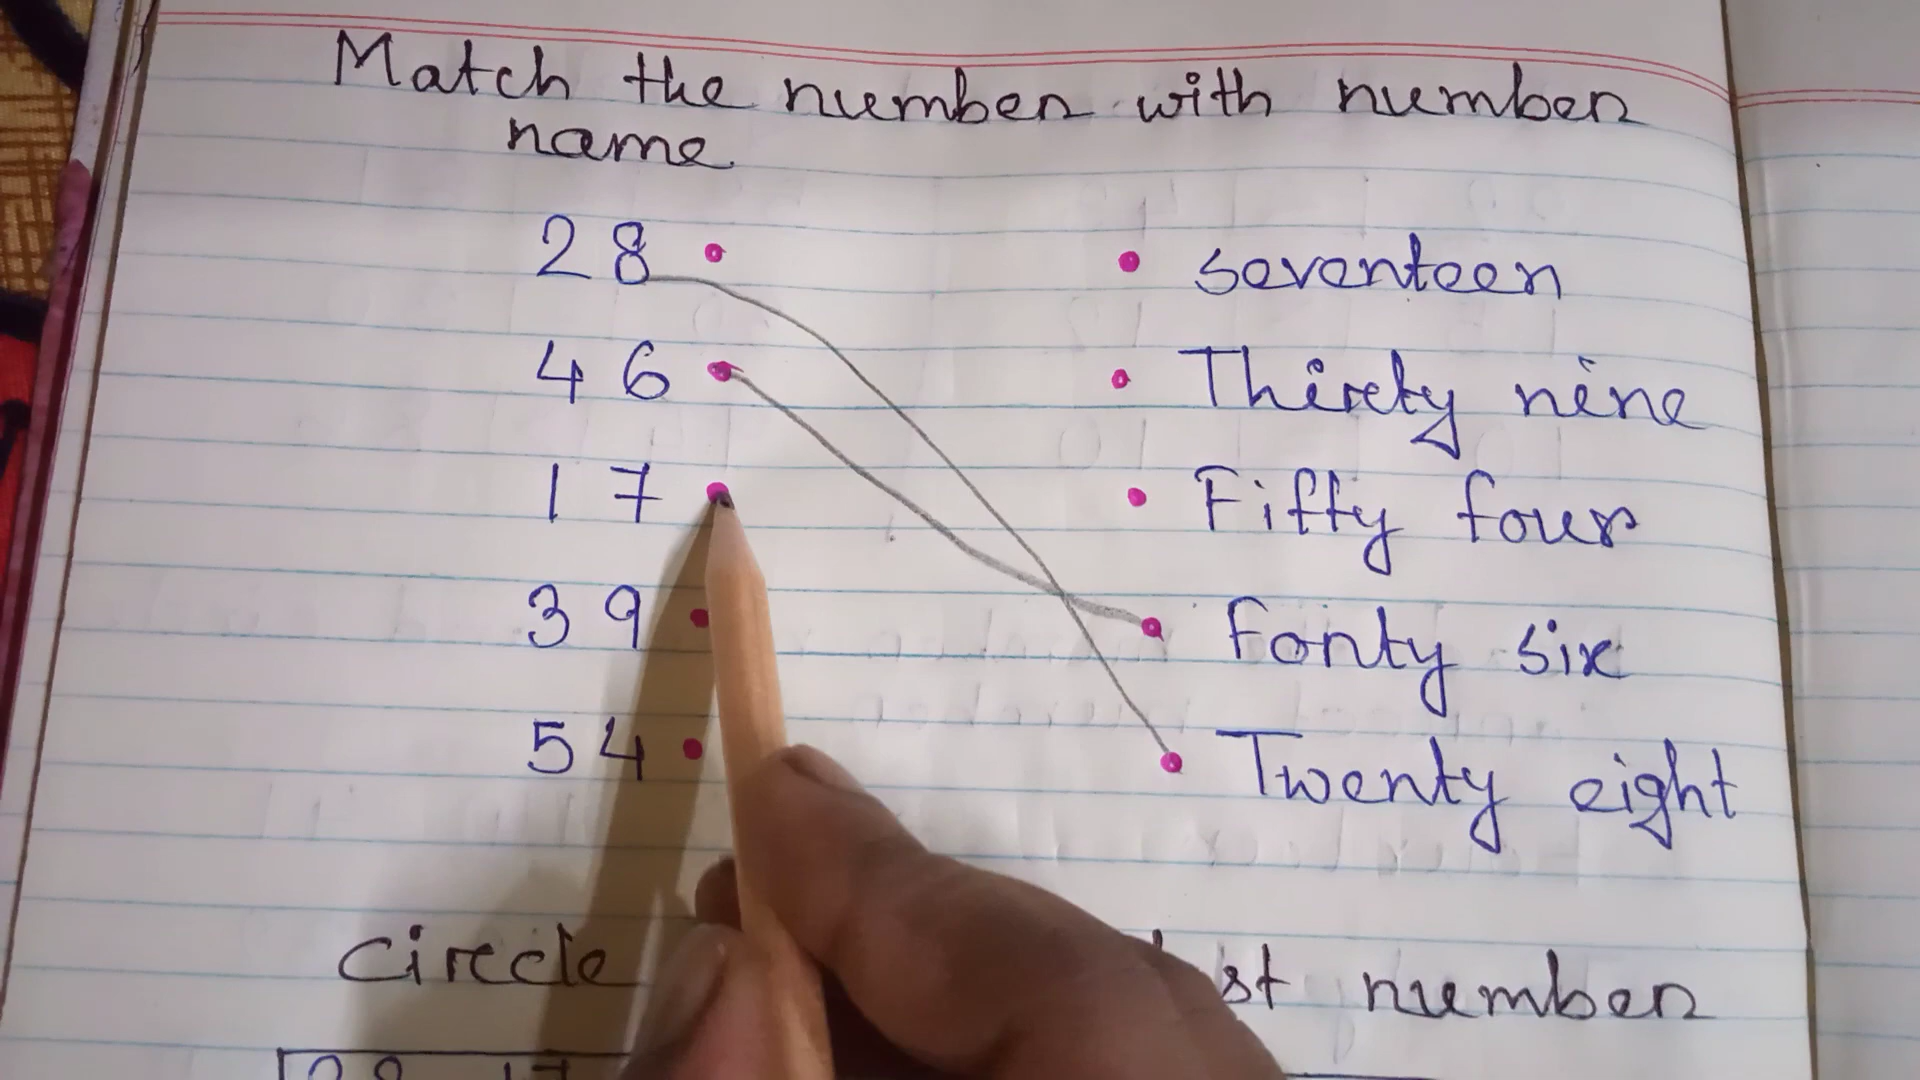 Match the number with number
name
28 • • seventeen
46 • • Thirty nine
17 • • Fifty four
39 • • Forty six
54 • • Twenty eight
Circle number